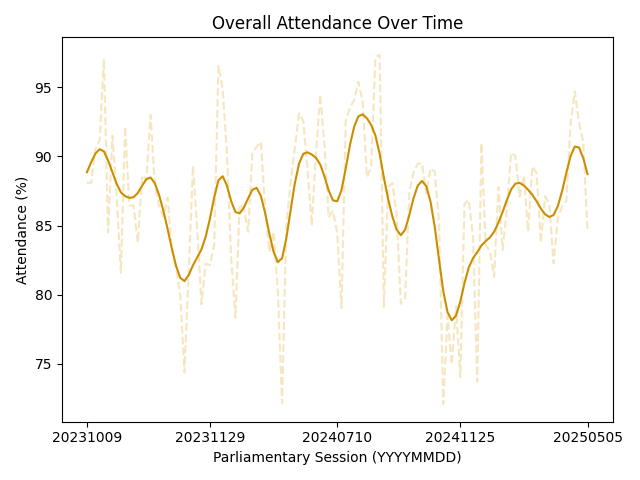 Overall Attendance Over Time
Attendance (%)
95
90
85
80
75
20231009 20231129 20240710 20241125 20250505
Parliamentary Session (YYYYMMDD)